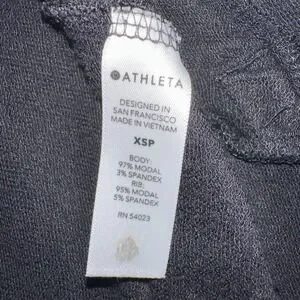 ATHLETA
DESIGNED IN
SAN FRANCISCO
MADE IN VIETNAM
XSP
BODY:
97% MODAL
3% SPANDEX
RIB:
95% MODAL
5% SPANDEX
RN 54023